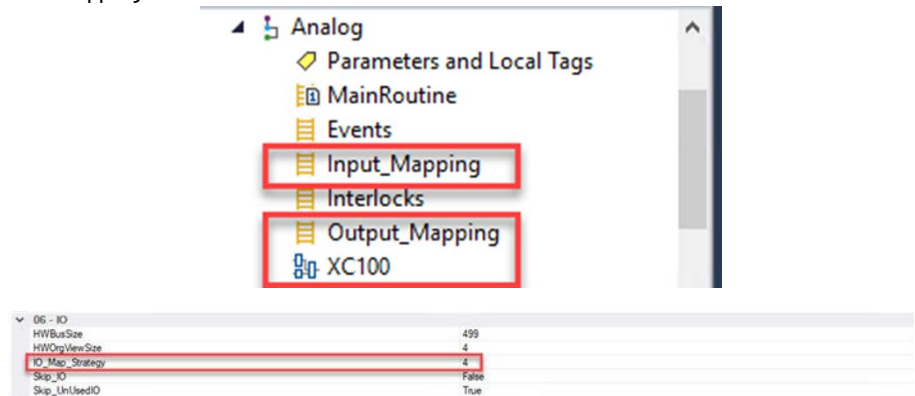 Analog
Parameters and Local Tags
MainRoutine
Events
Input_Mapping
Interlocks
Output_Mapping
XC100
06 - IO
HWBusSize 499
HWOrgViewSize 4
IO_Map_Strategy 4
Skip_IO False
Skip_UnUsedIO True